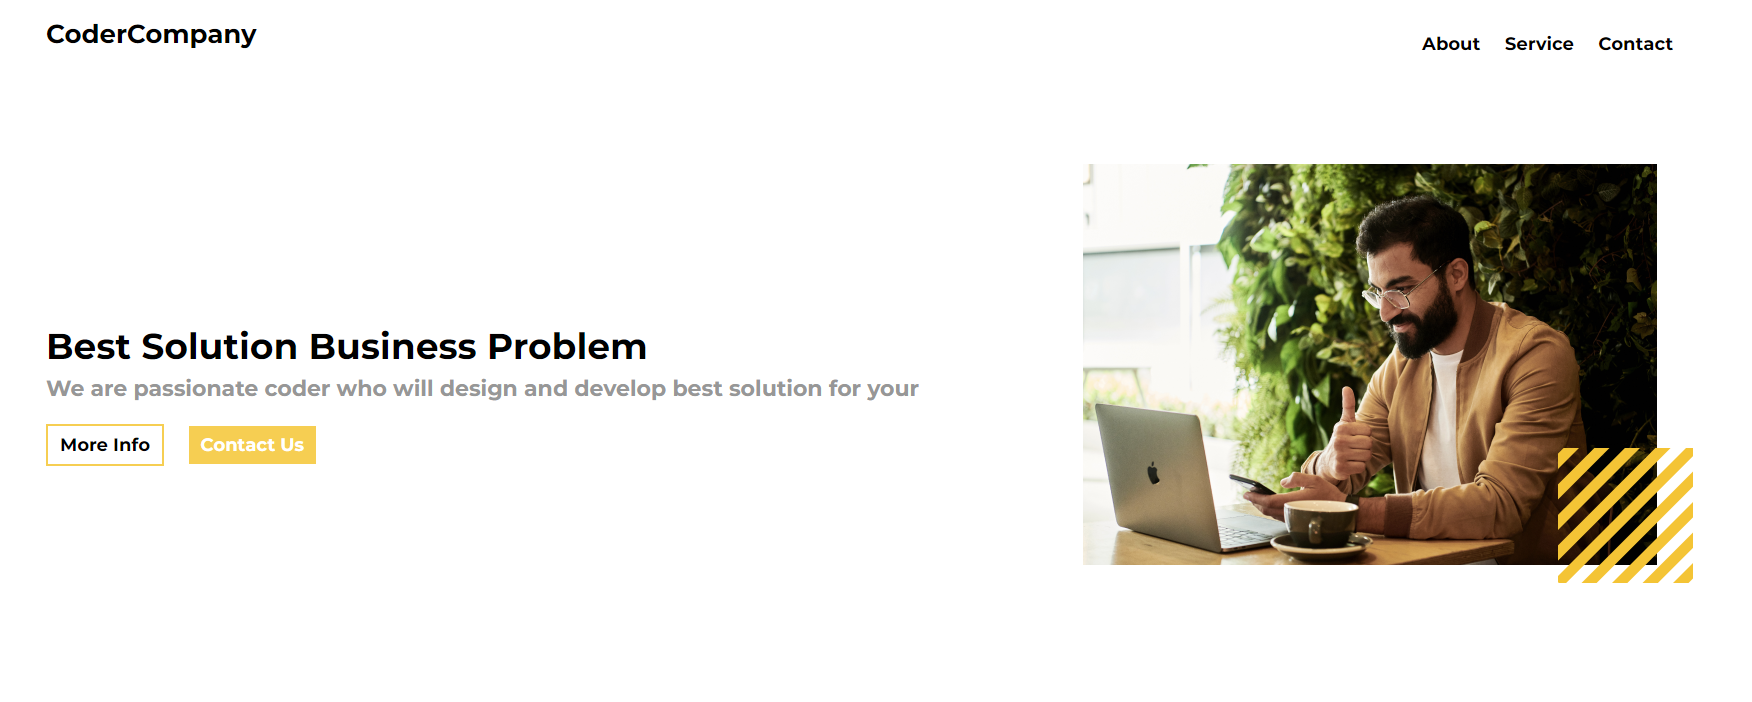 CoderCompany
About Service Contact
Best Solution Business Problem
We are passionate coder who will design and develop best solution for your
More Info Contact Us